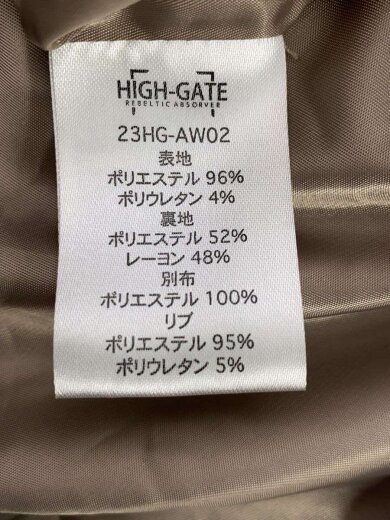 HIGH-GATE
REBELTIC ABSORVER
23HG-AW02
表地
ポリエステル 96%
ポリウレタン 4%
裏地
ポリエステル 52%
レーヨン 48%
別布
ポリエステル 100%
リブ
ポリエステル 95%
ポリウレタン 5%